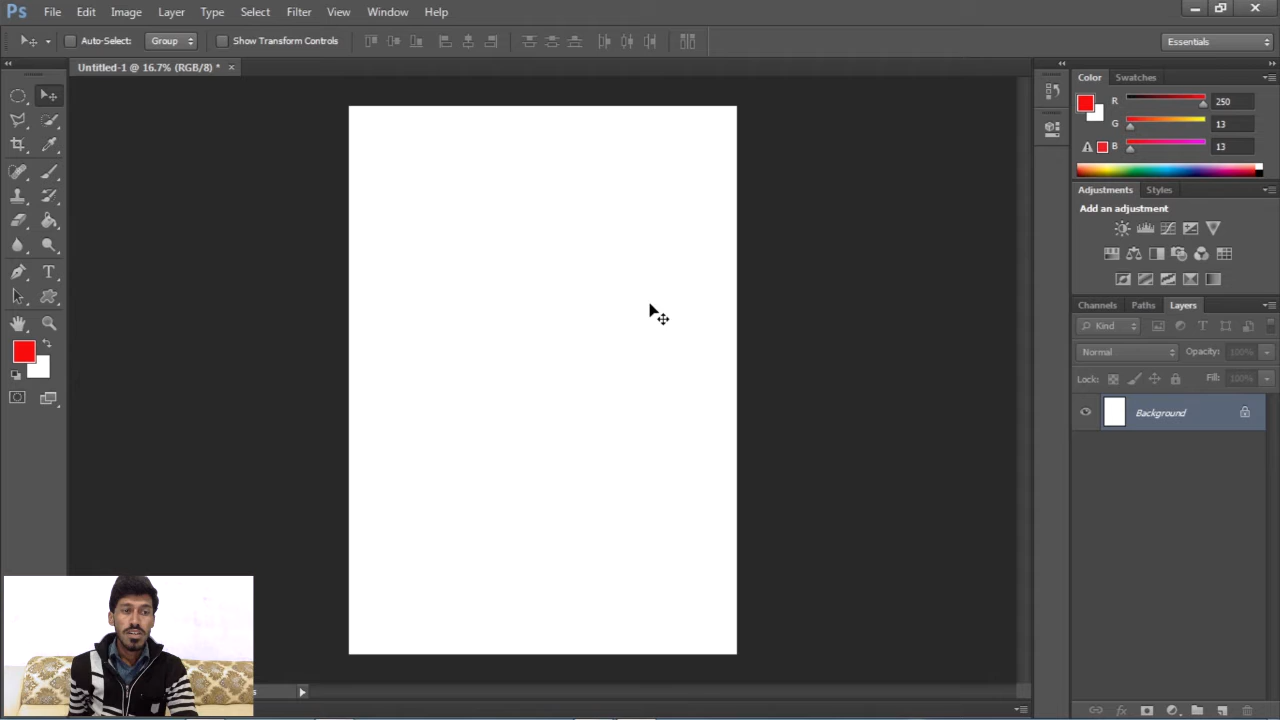 Ps File Edit Image Layer Type Select Filter View Window Help
Auto-Select: Group Show Transform Controls Essentials
Untitled-1 @ 16.7% (RGB/8) * ×
Color Swatches
R 250
G 13
B 13
Adjustments Styles
Add an adjustment
Channels Paths Layers
Kind
Normal Opacity: 100%
Lock: Fill: 100%
Background